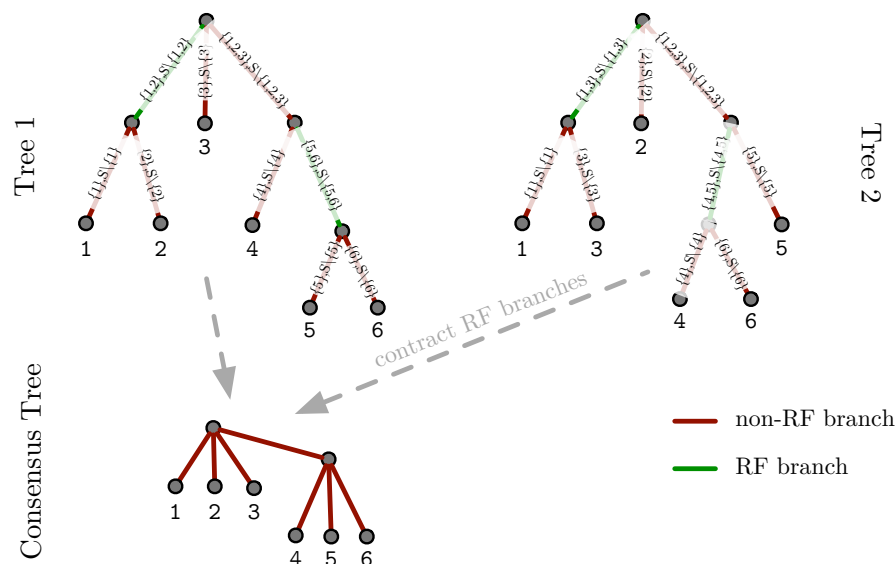 Tree 1
{1,2},S\{1,2}
{3},S\{3}
{1,2,3},S\{1,2,3}
3
{1},S\{1}
{2},S\{2}
{4},S\{4}
{5,6},S\{5,6}
1
2
4
{5},S\{5}
{6},S\{6}
5
6
Tree 2
{1,3},S\{1,3}
{2},S\{2}
{1,2,3},S\{1,2,3}
2
{1},S\{1}
{3},S\{3}
{4,5},S\{4,5}
{5},S\{5}
1
3
5
{4},S\{4}
{6},S\{6}
4
6
contract RF branches
Consensus Tree
1
2
3
4
5
6
non-RF branch
RF branch